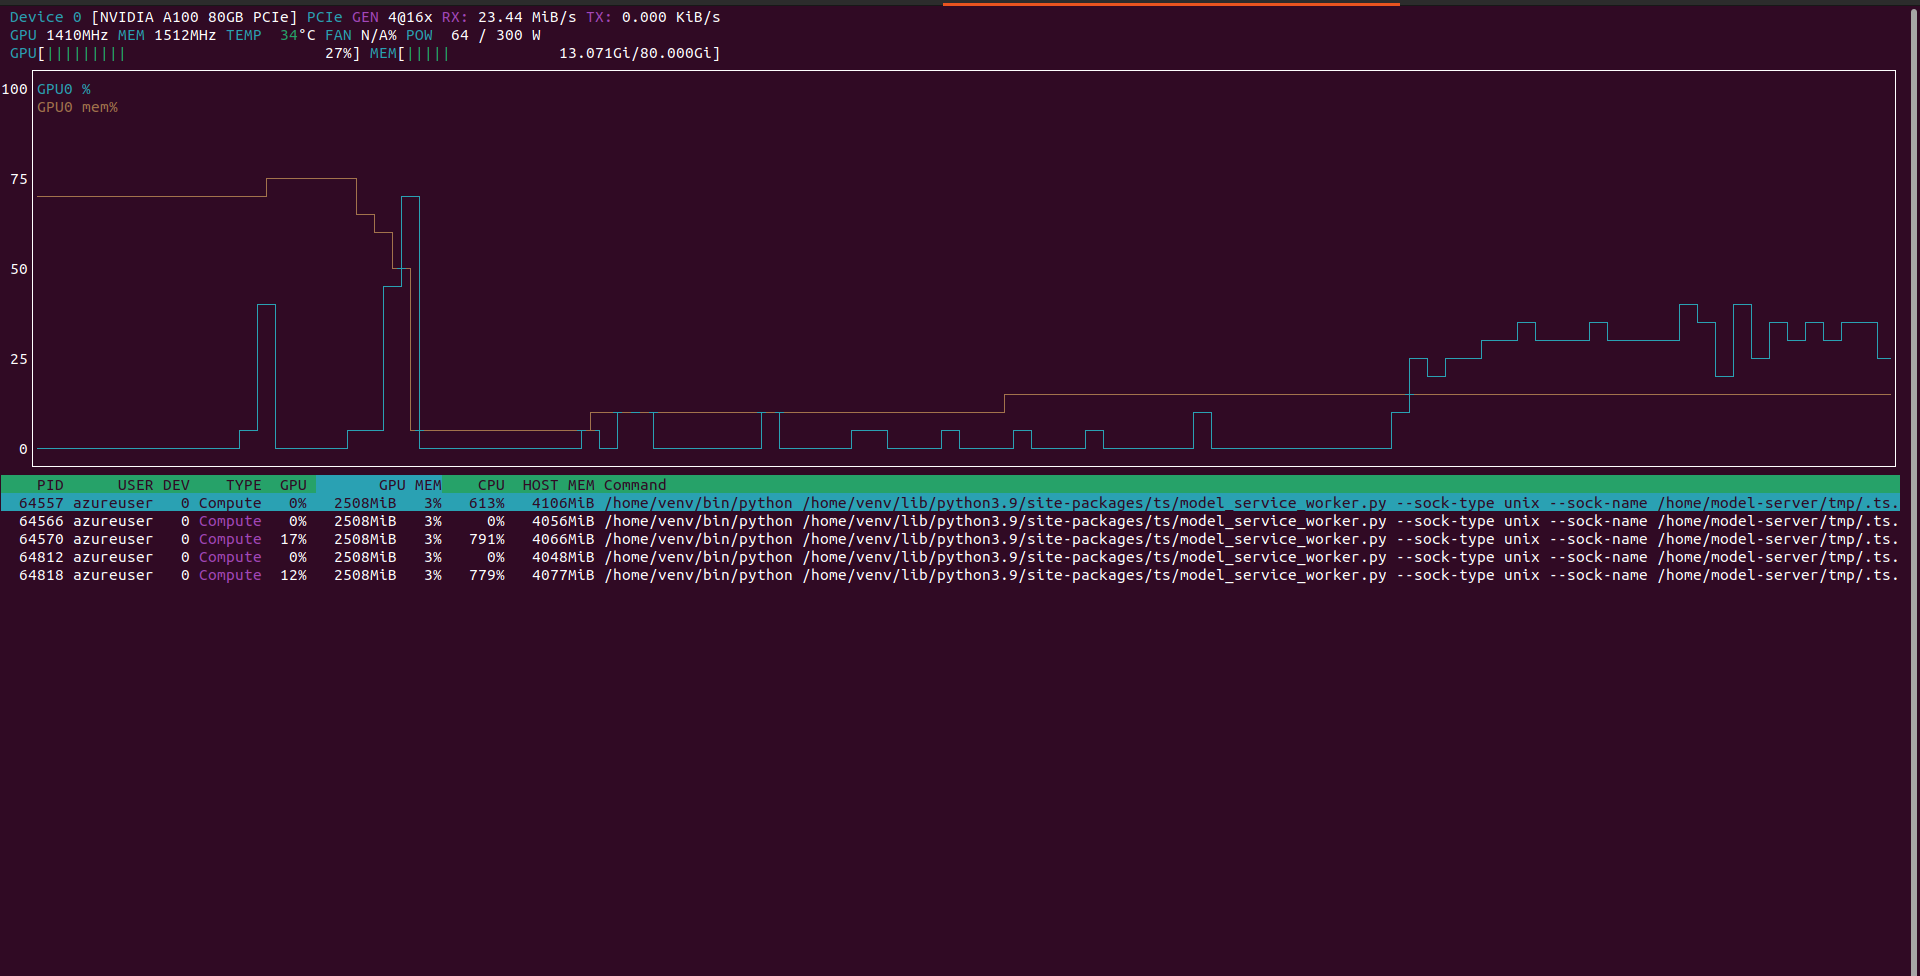 Device 0 [NVIDIA A100 80GB PCIe] PCIe GEN 4@16x RX: 23.44 MiB/s TX: 0.000 KiB/s
GPU 1410MHz MEM 1512MHz TEMP 34°C FAN N/A% POW 64 / 300 W
GPU[||||||||| 27%] MEM[||||| 13.071Gi/80.000Gi]
100 GPU0 %
GPU0 mem%
75
50
25
0
PID USER DEV TYPE GPU GPU MEM CPU HOST MEM Command
64557 azureuser 0 Compute 0% 2508MiB 3% 613% 4106MiB /home/venv/bin/python /home/venv/lib/python3.9/site-packages/ts/model_service_worker.py --sock-type unix --sock-name /home/model-server/tmp/.ts.
64566 azureuser 0 Compute 0% 2508MiB 3% 0% 4056MiB /home/venv/bin/python /home/venv/lib/python3.9/site-packages/ts/model_service_worker.py --sock-type unix --sock-name /home/model-server/tmp/.ts.
64570 azureuser 0 Compute 17% 2508MiB 3% 791% 4066MiB /home/venv/bin/python /home/venv/lib/python3.9/site-packages/ts/model_service_worker.py --sock-type unix --sock-name /home/model-server/tmp/.ts.
64812 azureuser 0 Compute 0% 2508MiB 3% 0% 4048MiB /home/venv/bin/python /home/venv/lib/python3.9/site-packages/ts/model_service_worker.py --sock-type unix --sock-name /home/model-server/tmp/.ts.
64818 azureuser 0 Compute 12% 2508MiB 3% 779% 4077MiB /home/venv/bin/python /home/venv/lib/python3.9/site-packages/ts/model_service_worker.py --sock-type unix --sock-name /home/model-server/tmp/.ts.